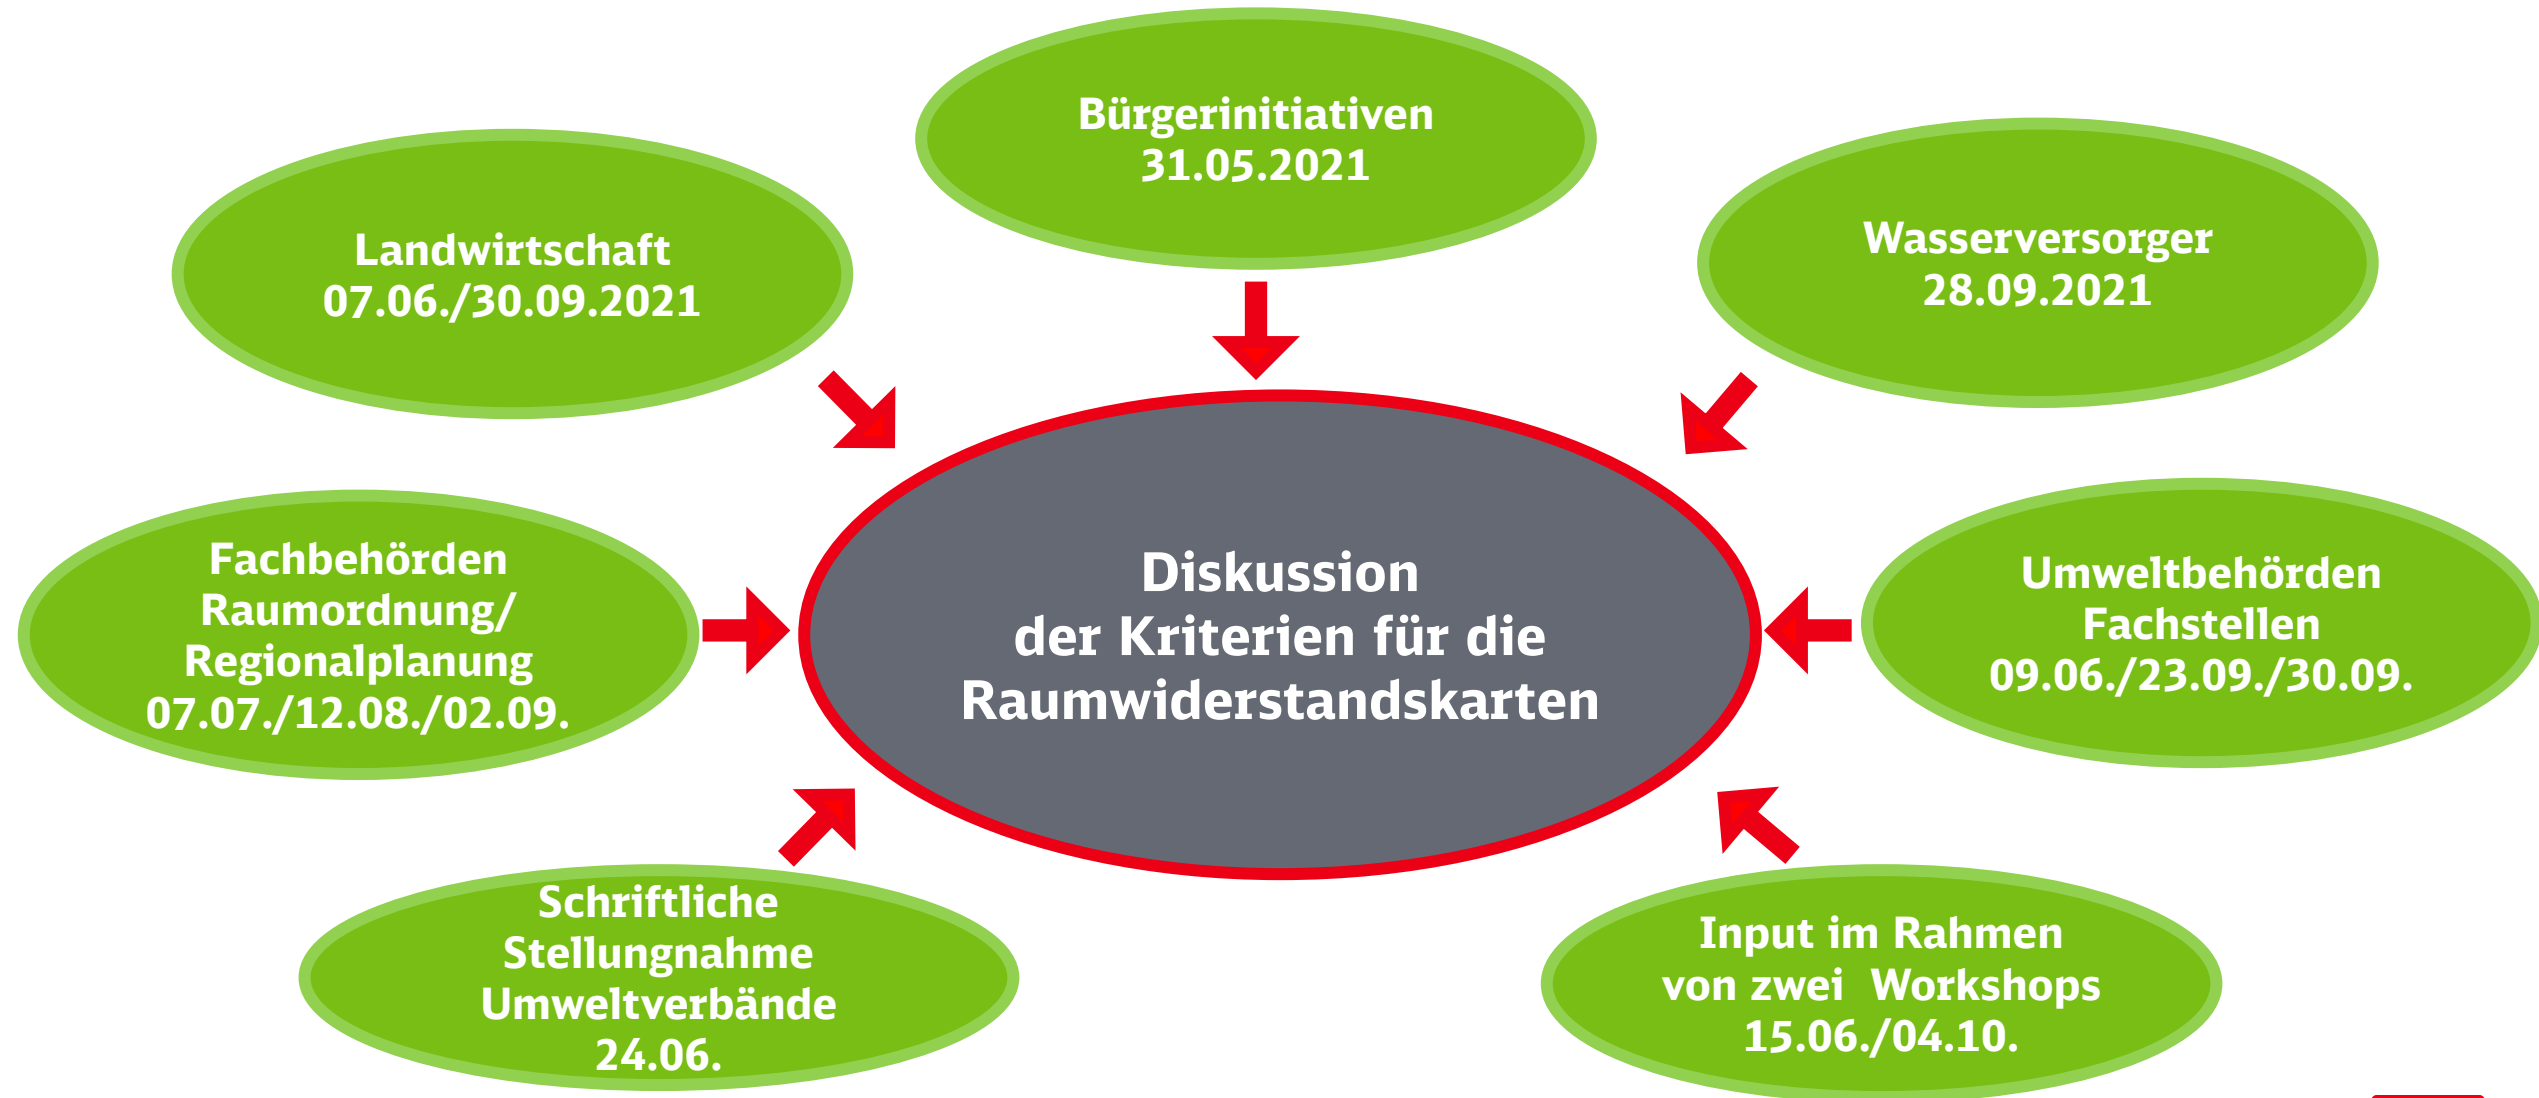 Bürgerinitiativen
31.05.2021
Landwirtschaft
07.06./30.09.2021
Wasserversorger
28.09.2021
Fachbehörden
Raumordnung/
Regionalplanung
07.07./12.08./02.09.
Diskussion
der Kriterien für die
Raumwiderstandskarten
Umweltbehörden
Fachstellen
09.06./23.09./30.09.
Schriftliche
Stellungnahme
Umweltverbände
24.06.
Input im Rahmen
von zwei  Workshops
15.06./04.10.